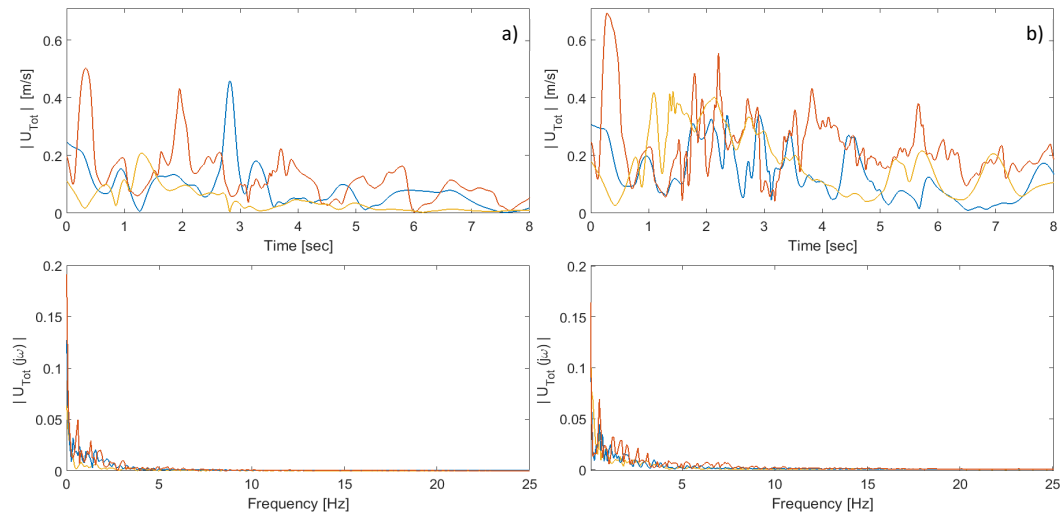 a)
| U_Tot | [m/s]
0.6
0.4
0.2
0
0 1 2 3 4 5 6 7 8
Time [sec]
b)
| U_Tot | [m/s]
0.6
0.4
0.2
0
0 1 2 3 4 5 6 7 8
Time [sec]
| U_Tot (jω) |
0.2
0.15
0.1
0.05
0
0 5 10 15 20 25
Frequency [Hz]
| U_Tot (jω) |
0.2
0.15
0.1
0.05
0
5 10 15 20 25
Frequency [Hz]